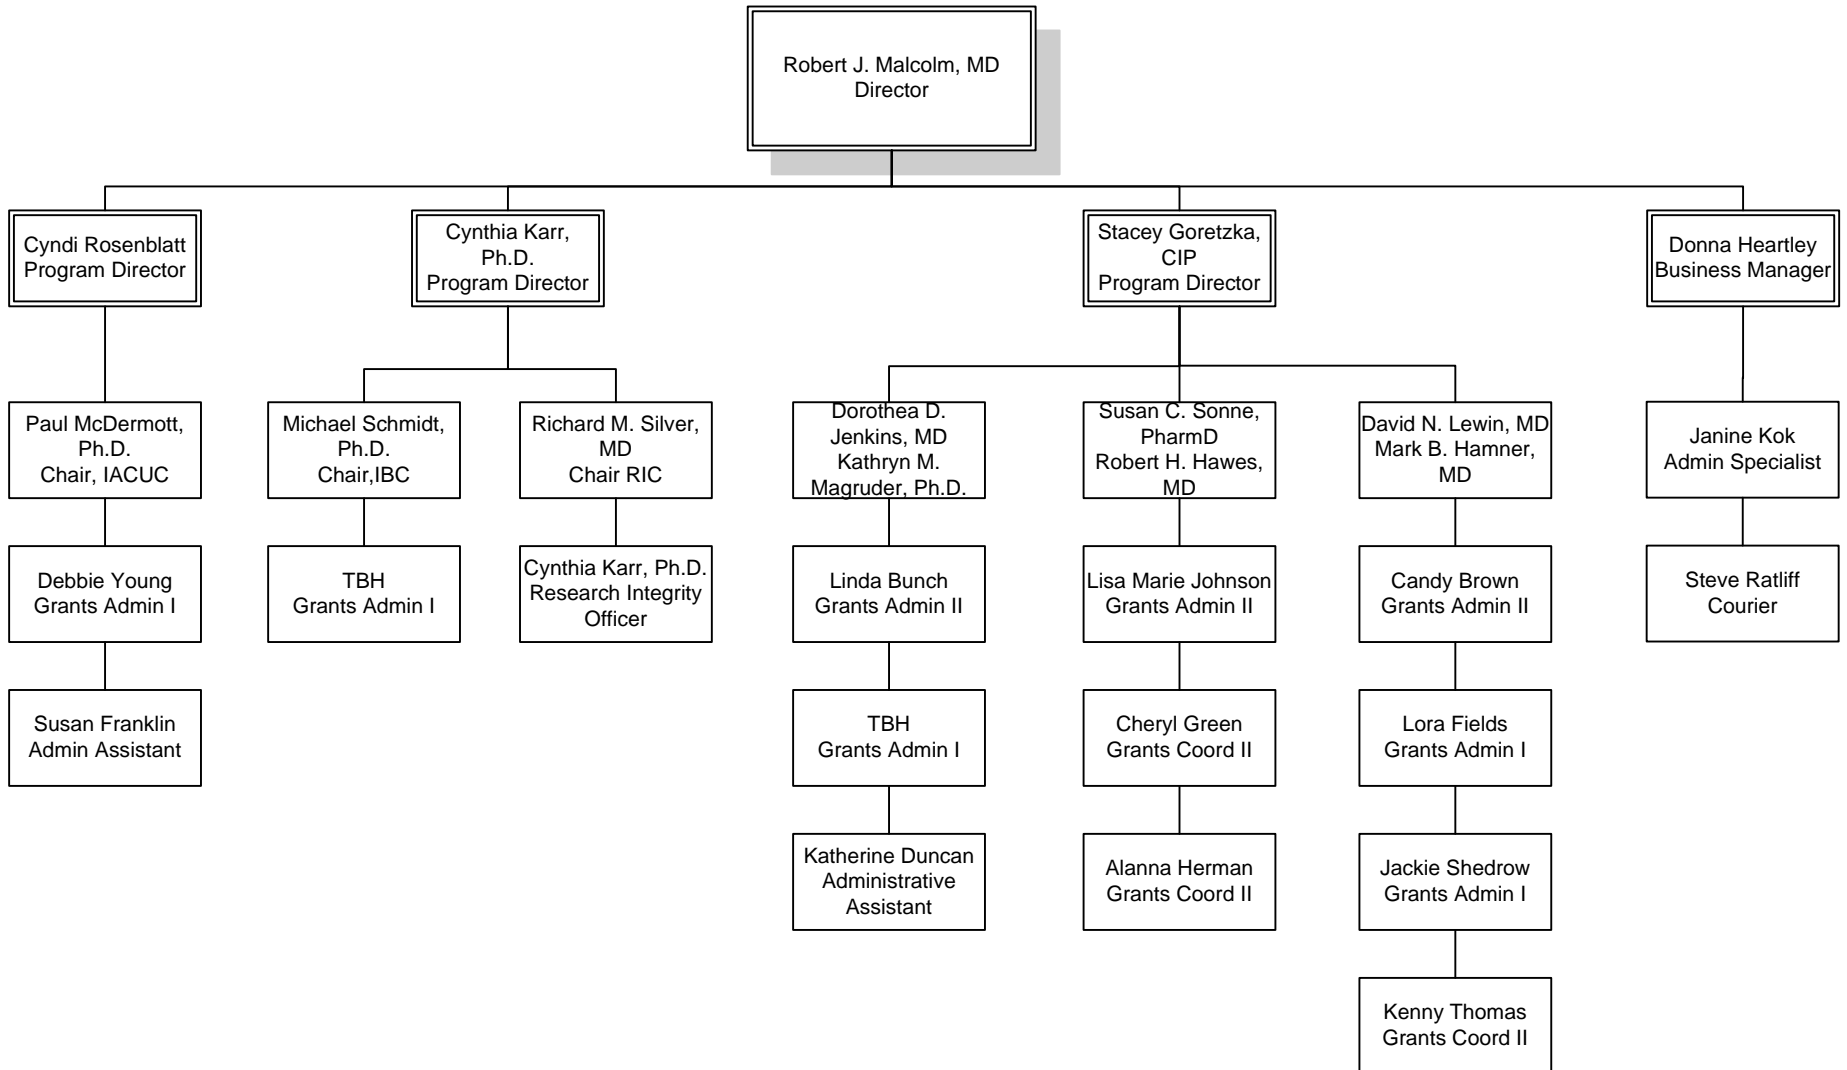 Robert J. Malcolm, MD
Director
Cyndi Rosenblatt
Program Director
Cynthia Karr,
Ph.D.
Program Director
Stacey Goretzka,
CIP
Program Director
Donna Heartley
Business Manager
Paul McDermott,
Ph.D.
Chair, IACUC
Michael Schmidt,
Ph.D.
Chair,IBC
Richard M. Silver,
MD
Chair RIC
Dorothea D.
Jenkins, MD
Kathryn M.
Magruder, Ph.D.
Susan C. Sonne,
PharmD
Robert H. Hawes,
MD
David N. Lewin, MD
Mark B. Hamner,
MD
Janine Kok
Admin Specialist
Debbie Young
Grants Admin I
TBH
Grants Admin I
Cynthia Karr, Ph.D.
Research Integrity
Officer
Linda Bunch
Grants Admin II
Lisa Marie Johnson
Grants Admin II
Candy Brown
Grants Admin II
Steve Ratliff
Courier
Susan Franklin
Admin Assistant
TBH
Grants Admin I
Cheryl Green
Grants Coord II
Lora Fields
Grants Admin I
Katherine Duncan
Administrative
Assistant
Alanna Herman
Grants Coord II
Jackie Shedrow
Grants Admin I
Kenny Thomas
Grants Coord II